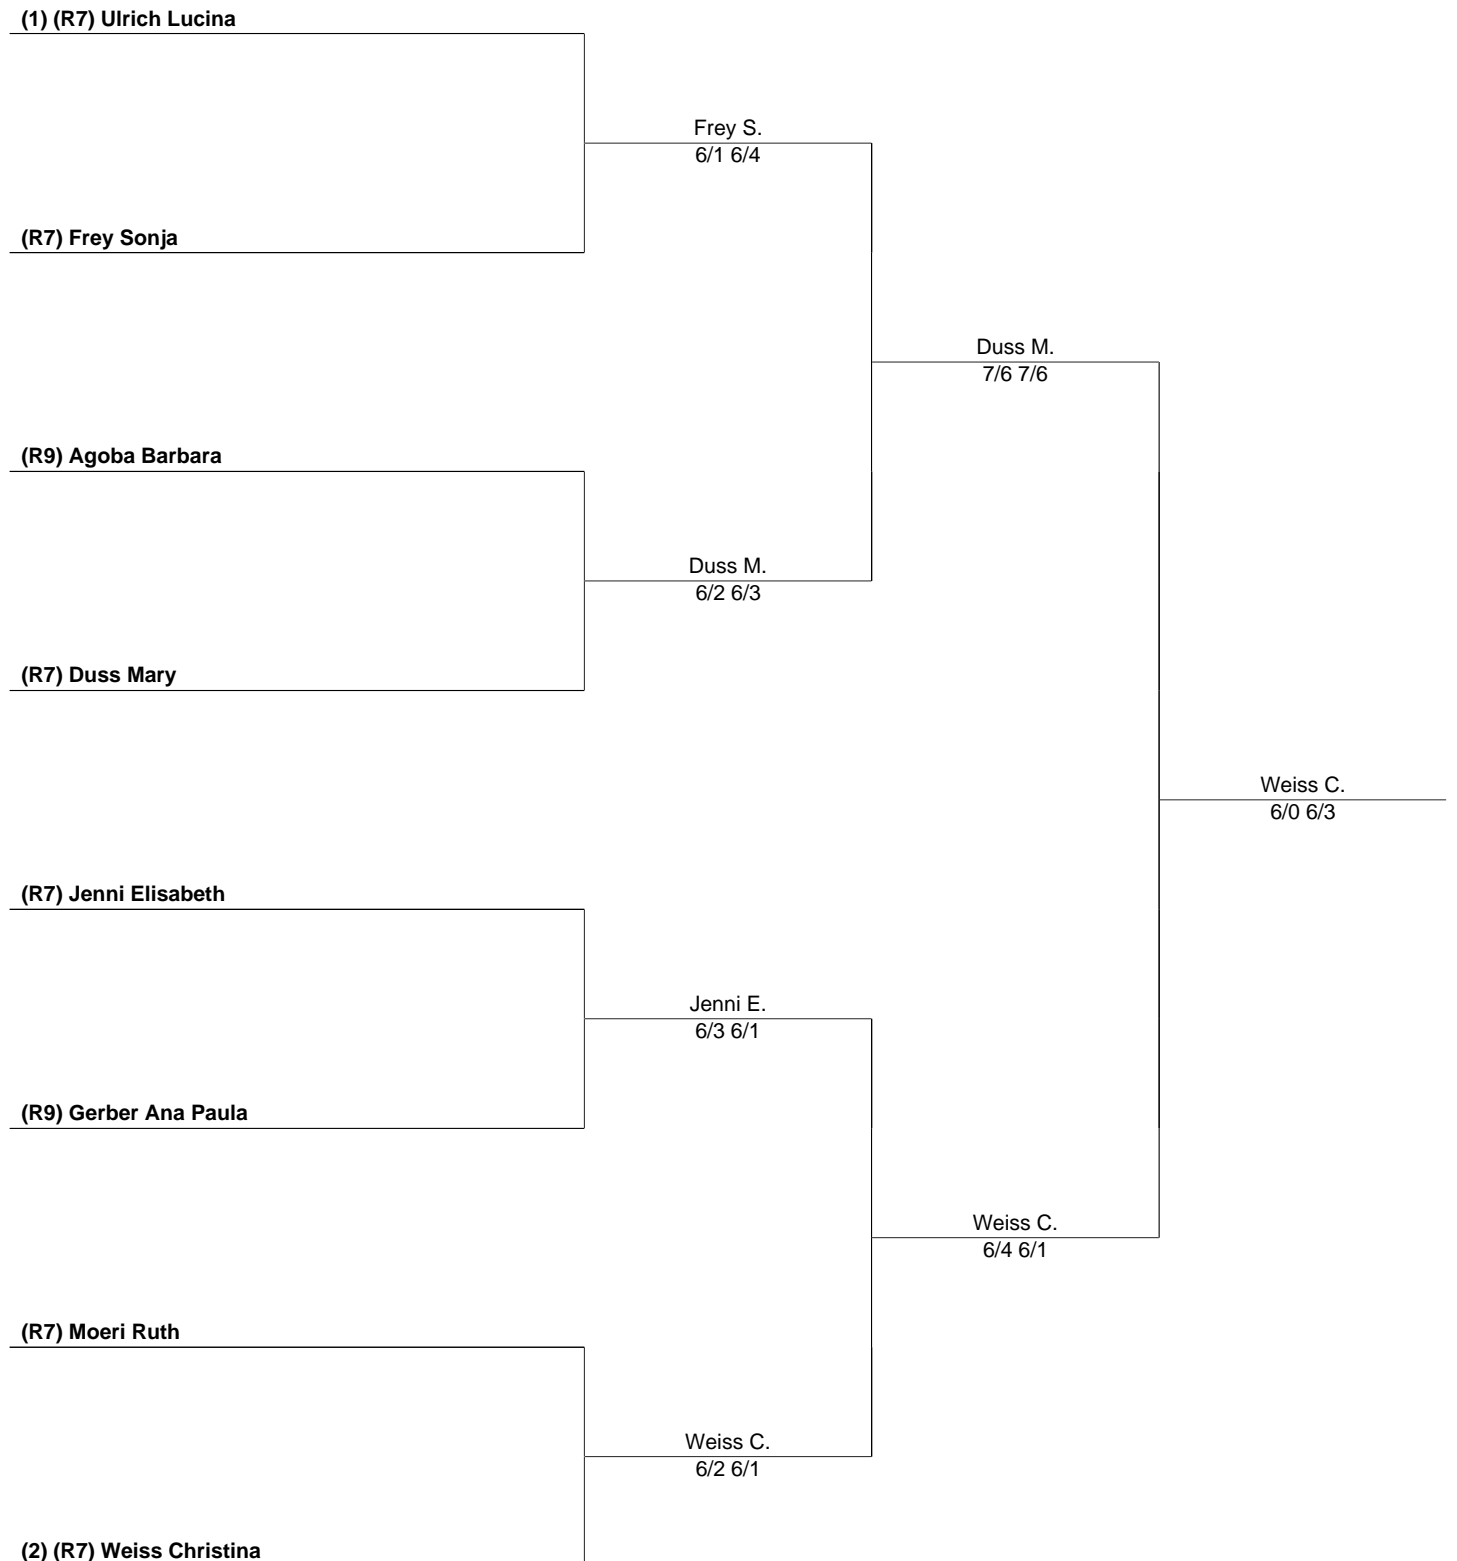 (1) (R7) Ulrich Lucina
Frey S.
6/1 6/4
(R7) Frey Sonja
Duss M.
7/6 7/6
(R9) Agoba Barbara
Duss M.
6/2 6/3
(R7) Duss Mary
Weiss C.
6/0 6/3
(R7) Jenni Elisabeth
Jenni E.
6/3 6/1
(R9) Gerber Ana Paula
Weiss C.
6/4 6/1
(R7) Moeri Ruth
Weiss C.
6/2 6/1
(2) (R7) Weiss Christina